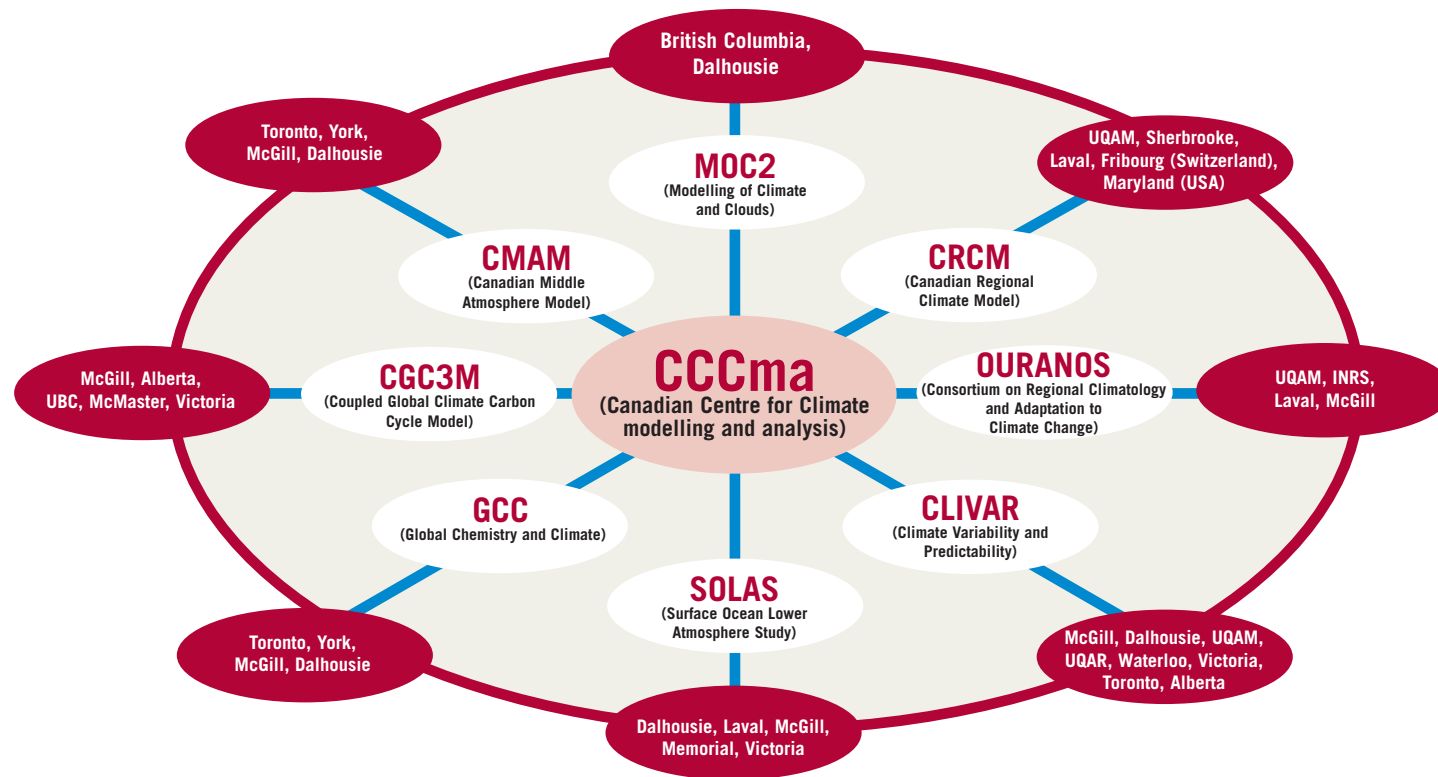 British Columbia,
Dalhousie
Toronto, York,
McGill, Dalhousie
UQAM, Sherbrooke,
Laval, Fribourg (Switzerland),
Maryland (USA)
MOC2
(Modelling of Climate
and Clouds)
CMAM
(Canadian Middle
Atmosphere Model)
CRCM
(Canadian Regional
Climate Model)
McGill, Alberta,
UBC, McMaster, Victoria
CGC3M
(Coupled Global Climate Carbon
Cycle Model)
CCCma
(Canadian Centre for Climate
modelling and analysis)
OURANOS
(Consortium on Regional Climatology
and Adaptation to
Climate Change)
UQAM, INRS,
Laval, McGill
GCC
(Global Chemistry and Climate)
CLIVAR
(Climate Variability and
Predictability)
SOLAS
(Surface Ocean Lower
Atmosphere Study)
Toronto, York,
McGill, Dalhousie
McGill, Dalhousie, UQAM,
UQAR, Waterloo, Victoria,
Toronto, Alberta
Dalhousie, Laval, McGill,
Memorial, Victoria